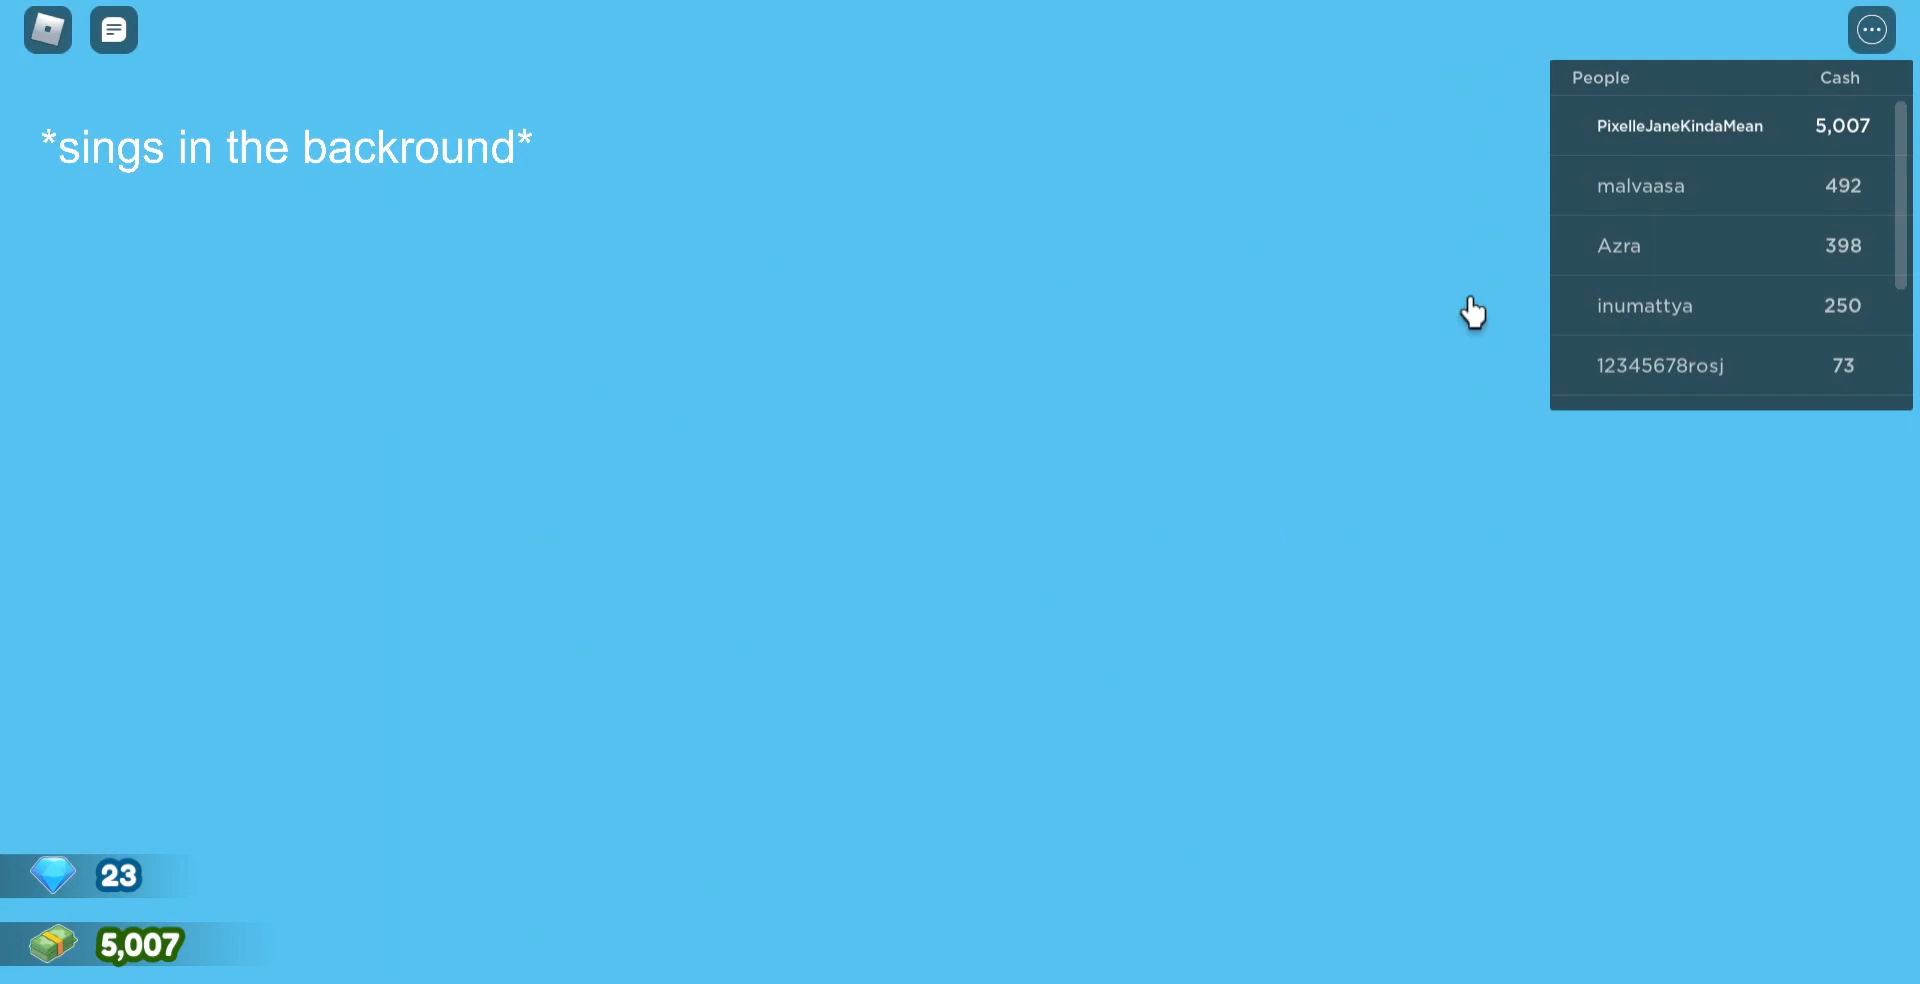 People Cash
PixelleJaneKindaMean 5,007
*sings in the backround*
malvaasa 492
Azra 398
inumattya 250
12345678rosj 73
23
5,007